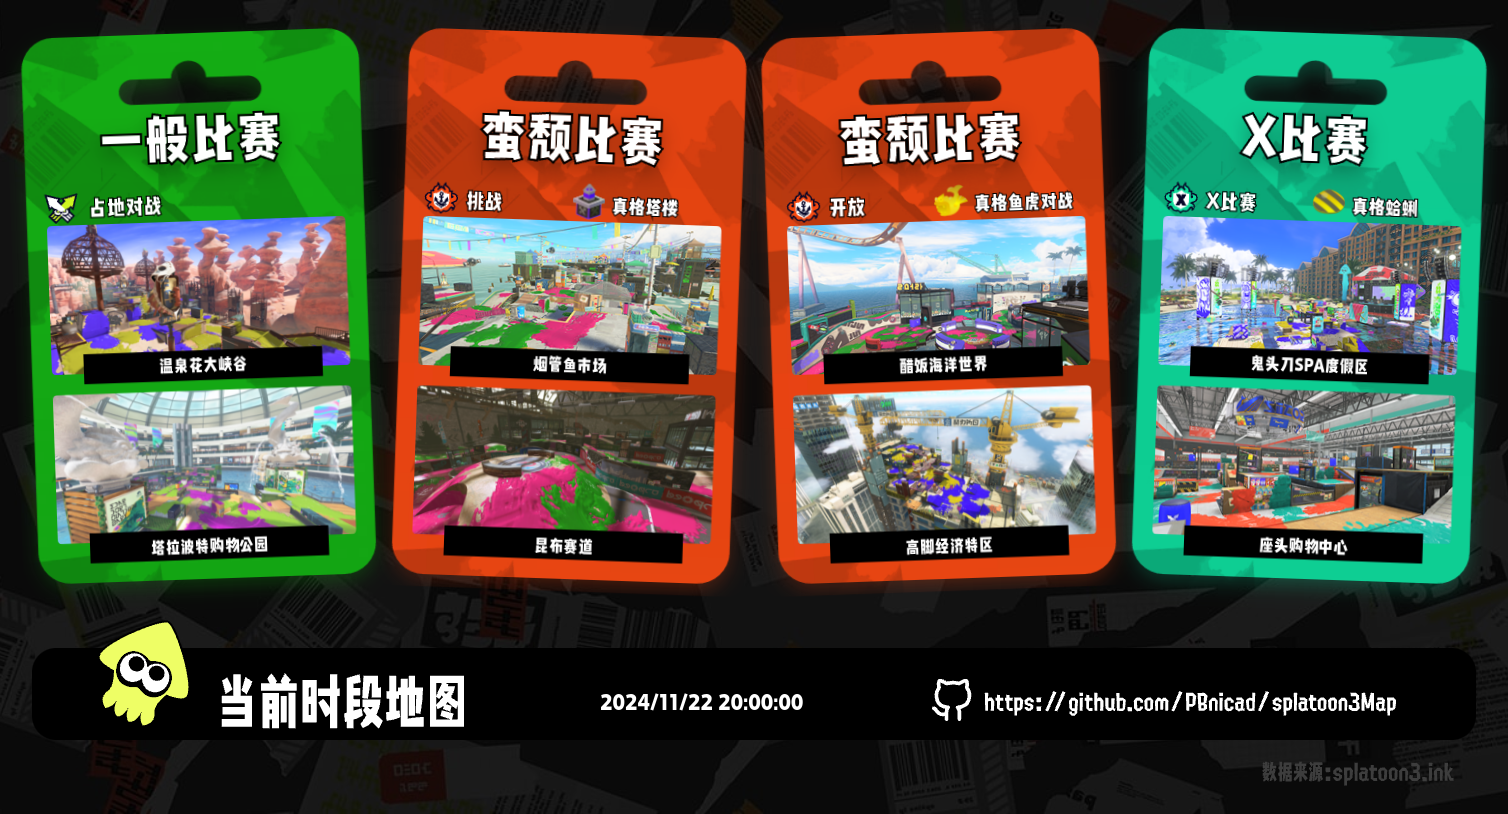 一般比赛
占地对战
温泉花大峡谷
塔拉波特购物公园
蛮颓比赛
挑战
真格塔楼
烟管鱼市场
昆布赛道
蛮颓比赛
开放
真格鱼虎对战
醋饭海洋世界
高脚经济特区
X比赛
X比赛
真格蛤蜊
鬼头刀SPA度假区
座头购物中心
当前时段地图
2024/11/22 20:00:00
https://github.com/PBnicad/splatoon3Map
数据来源:splatoon3.ink